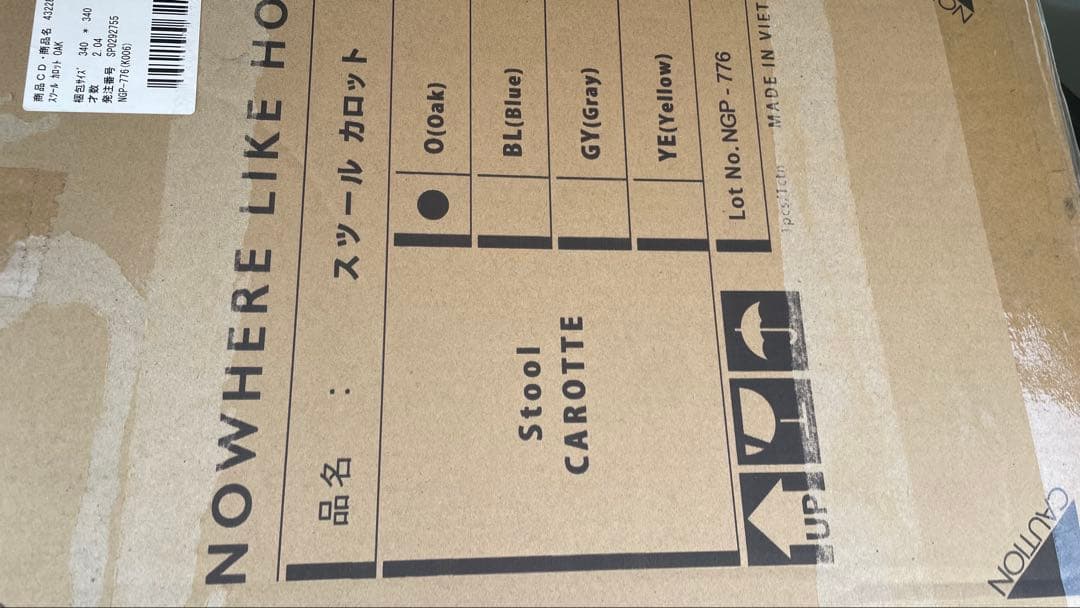 商品CD・商品名 43228
スツール カロット OAK
梱包サイズ 340 * 340
才数 2.04
発注番号 SP0292755
NGP-776(K006)
NOWHERE LIKE HO
品名 : スツール カロット
Stool
CAROTTE
O(Oak)
BL(Blue)
GY(Gray)
YE(Yellow)
Lot No. NGP - 776
MADE IN VIET
1pcs/1ctn
UP
CAUTION